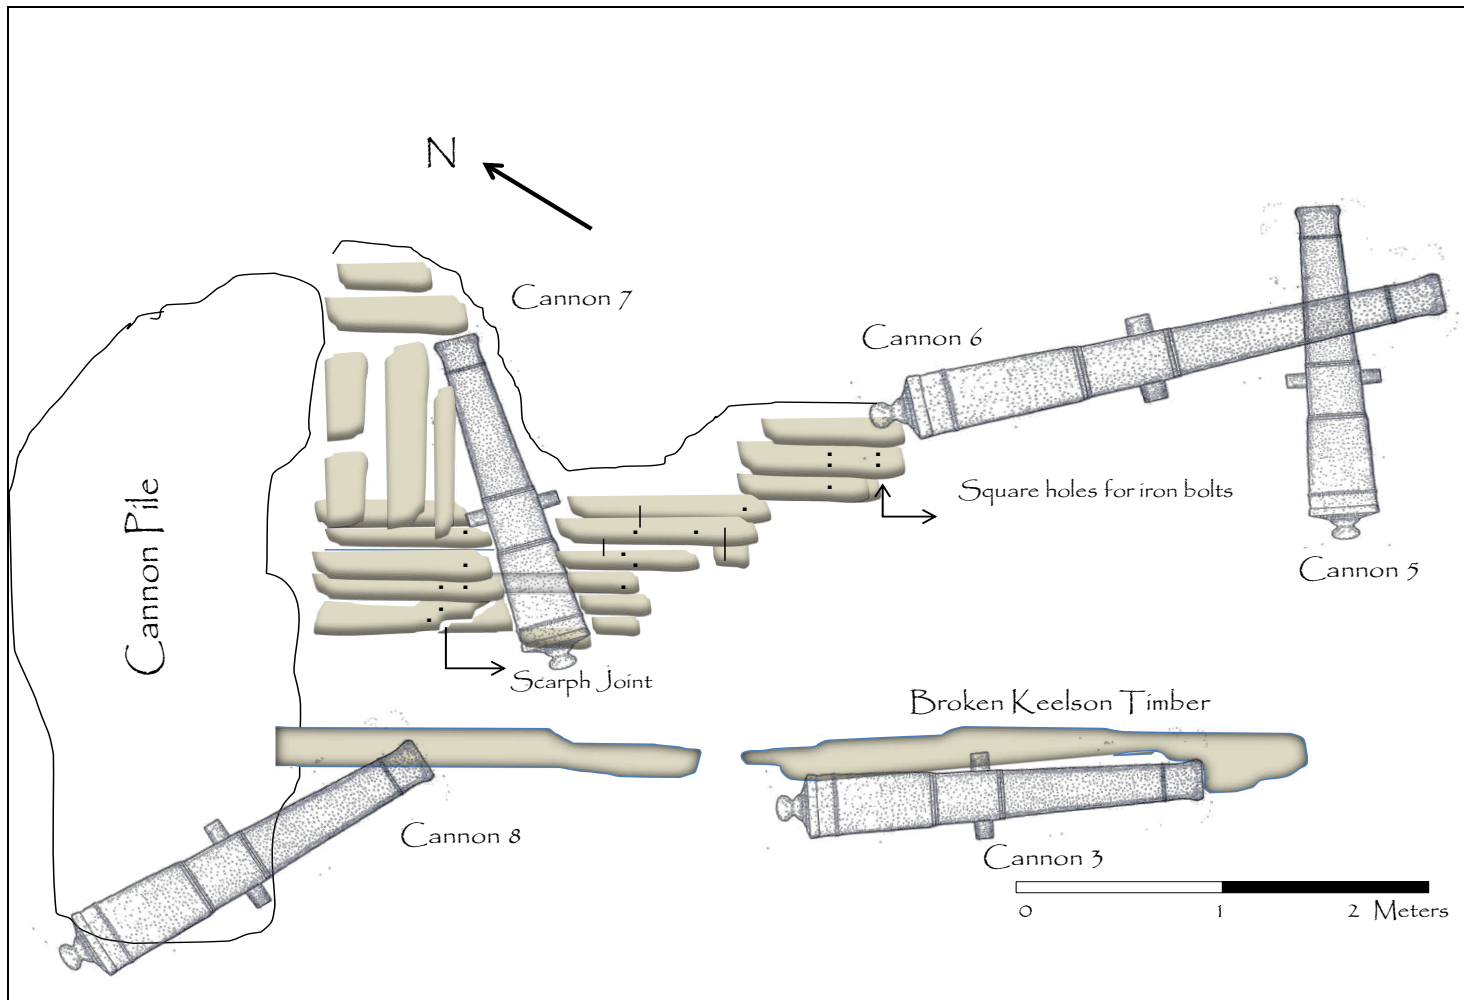 N
Cannon 7
Cannon 6
Cannon Pile
Square holes for iron bolts
Cannon 5
Scarph Joint
Broken Keelson Timber
Cannon 8
Cannon 3
0 1 2 Meters